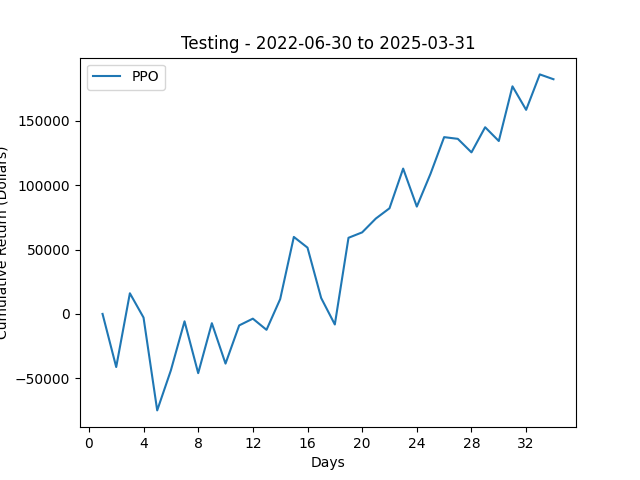 Testing - 2022-06-30 to 2025-03-31
PPO
Cumulative Return (Dollars)
150000
100000
50000
0
−50000
0 4 8 12 16 20 24 28 32
Days